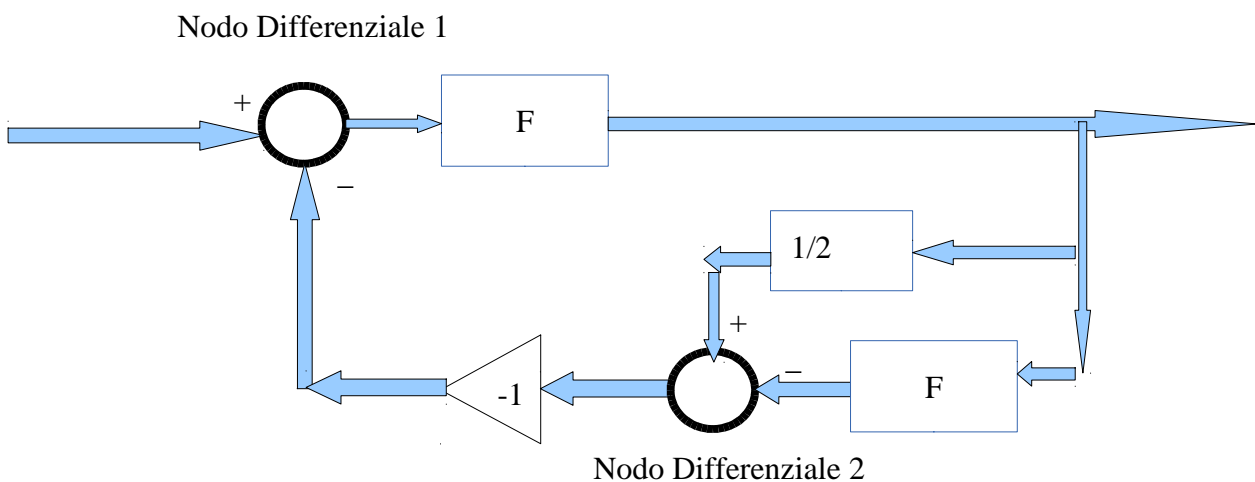 Nodo Differenziale 1
+
F
−
1/2
+
−
F
-1
Nodo Differenziale 2